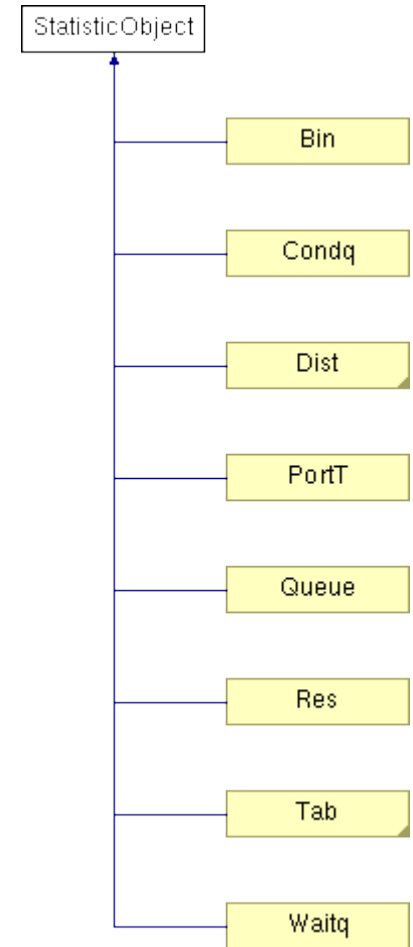 StatisticObject
Bin
Condq
Dist
PortT
Queue
Res
Tab
Waitq